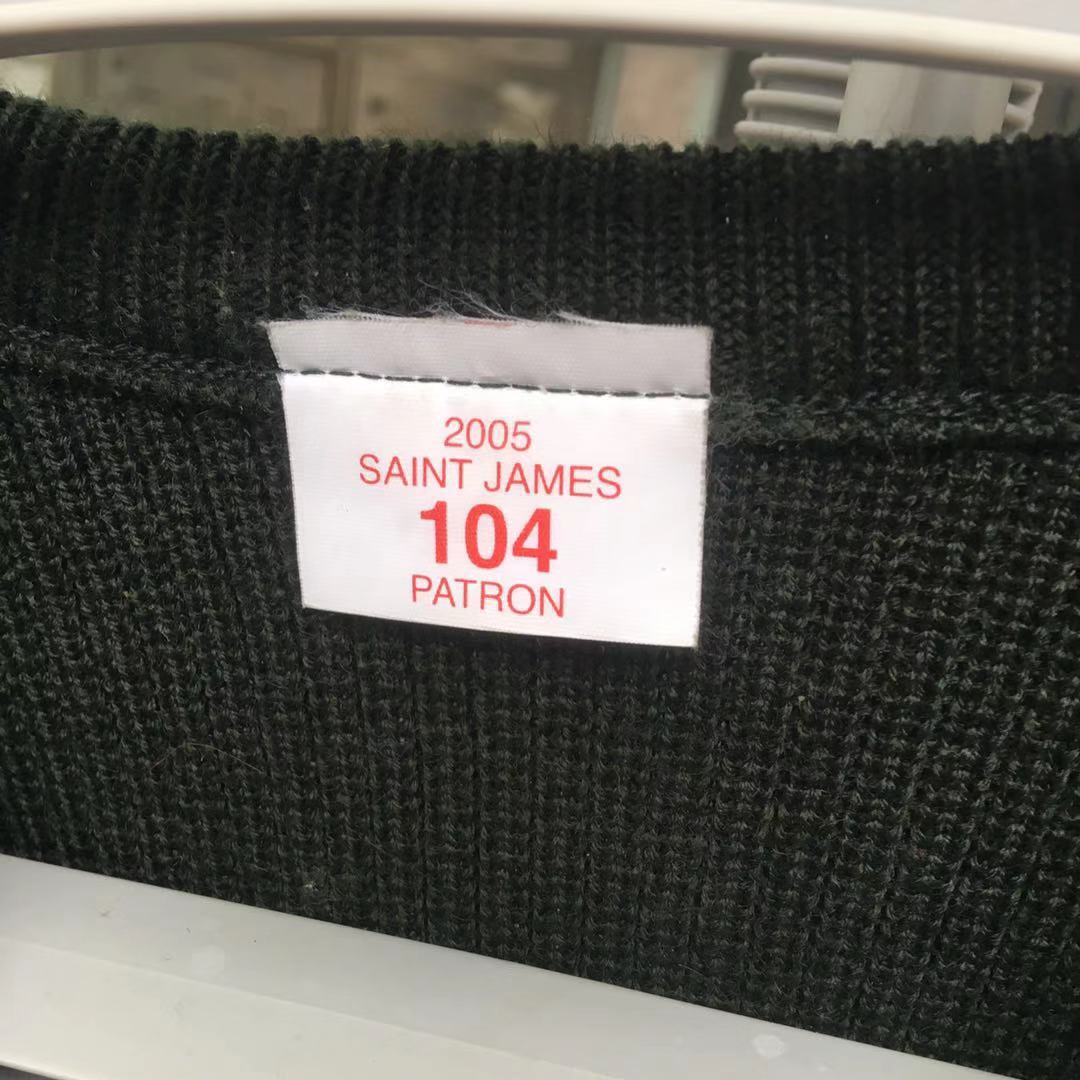 2005
SAINT JAMES
104
PATRON